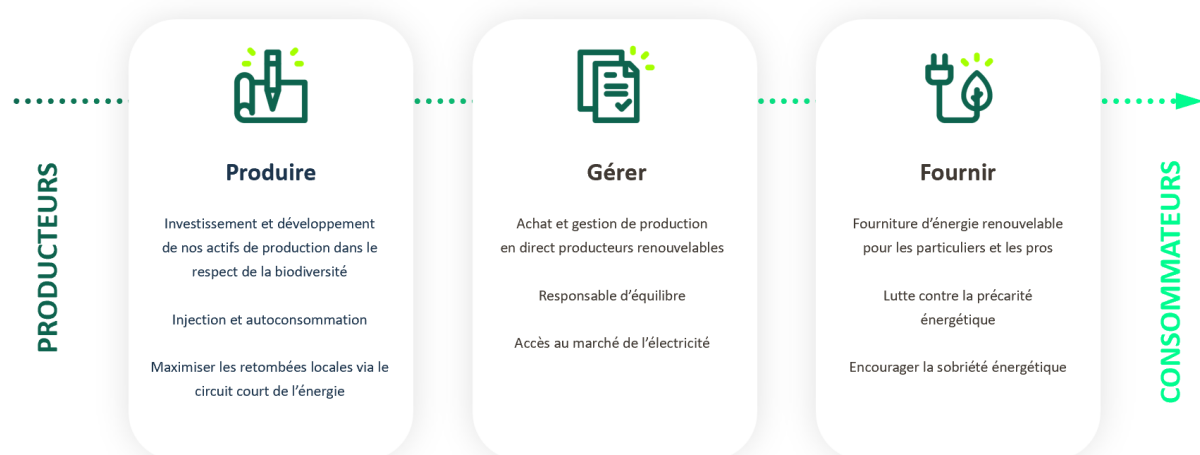 PRODUCTEURS
Produire
Investissement et développement
de nos actifs de production dans le
respect de la biodiversité
Injection et autoconsommation
Maximiser les retombées locales via le
circuit court de l’énergie
Gérer
Achat et gestion de production
en direct producteurs renouvelables
Responsable d’équilibre
Accès au marché de l’électricité
Fournir
Fourniture d’énergie renouvelable
pour les particuliers et les pros
Lutte contre la précarité
énergétique
Encourager la sobriété énergétique
CONSOMMATEURS